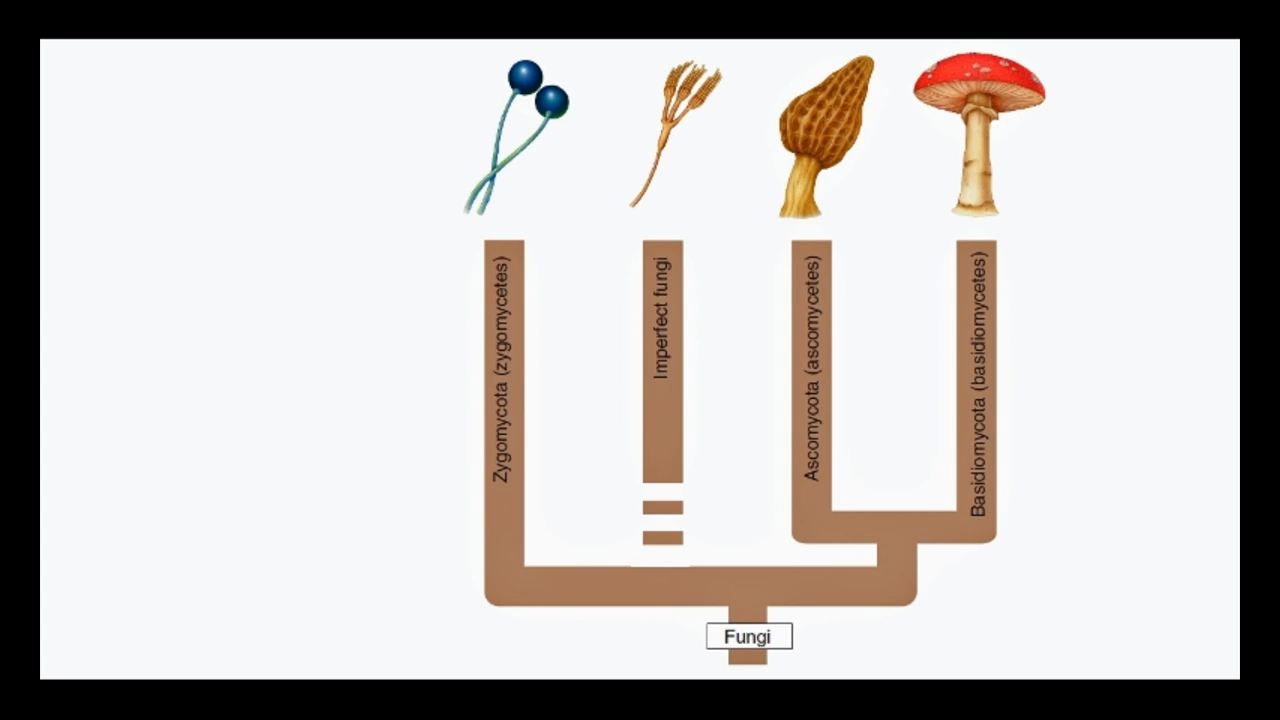 Zygomycota (zygomycetes)
Imperfect fungi
Ascomycota (ascomycetes)
Basidiomycota (basidiomycetes)
Fungi